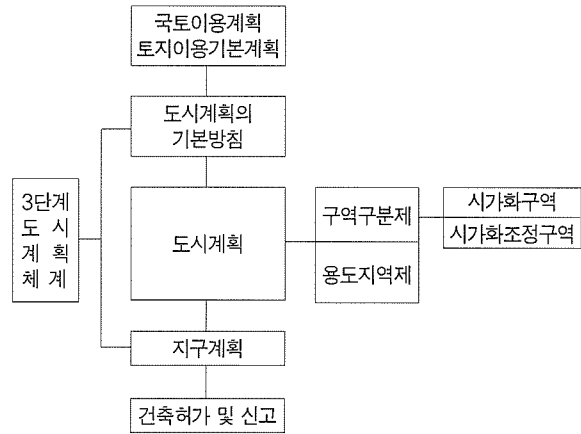 국토이용계획
토지이용기본계획
도시계획의
기본방침
3단계
도 시
계 획
체 계
도시계획
구역구분제
용도지역제
시가화구역
시가화조정구역
지구계획
건축허가 및 신고